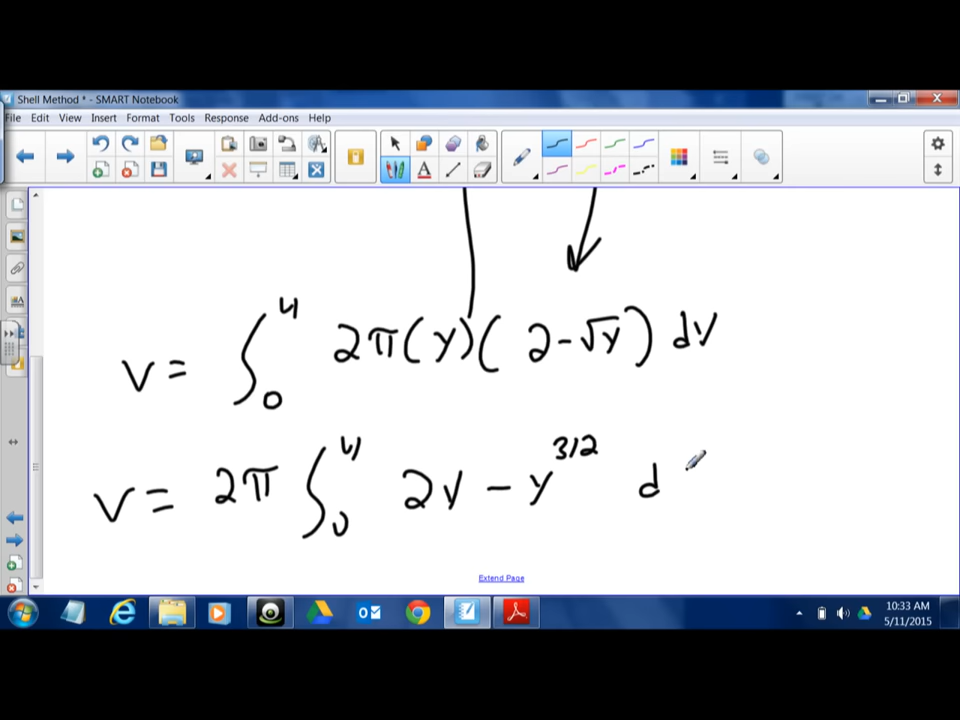 Shell Method * - SMART Notebook
File Edit View Insert Format Tools Response Add-ons Help
V = ∫₀⁴ 2π(y)(2-√y) dy
V = 2π ∫₀⁴ 2y - y^3/2 d
Extend Page
10:33 AM
5/11/2015